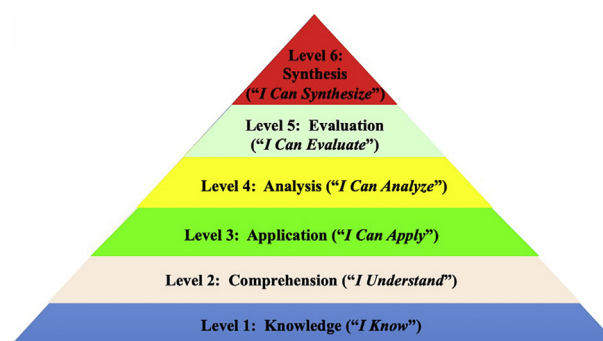 Level 6:
Synthesis
(“I Can Synthesize”)
Level 5: Evaluation
(“I Can Evaluate”)
Level 4: Analysis (“I Can Analyze”)
Level 3: Application (“I Can Apply”)
Level 2: Comprehension (“I Understand”)
Level 1: Knowledge (“I Know”)